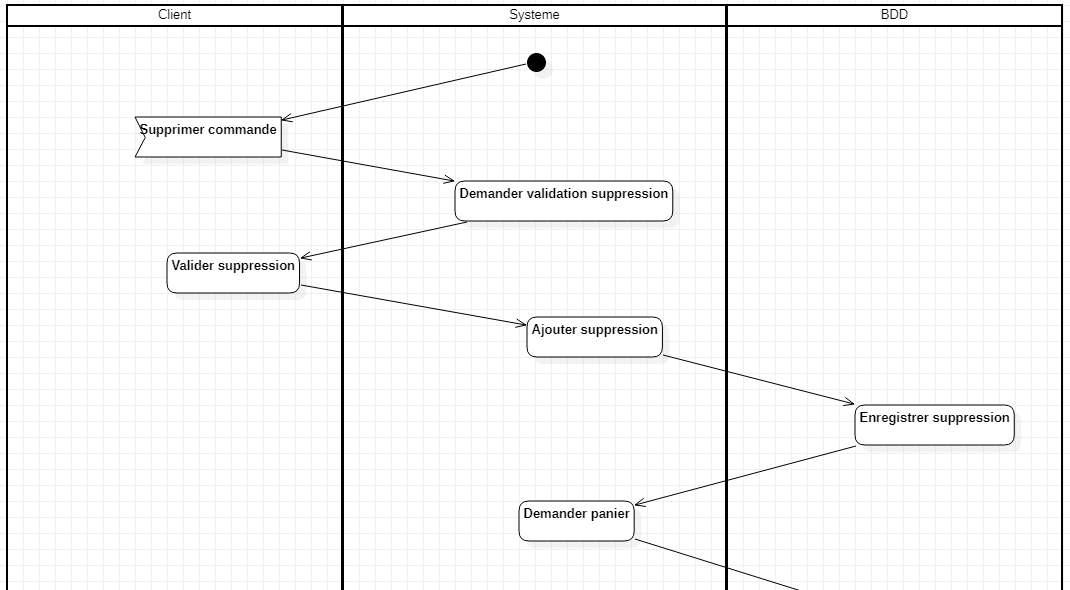 Client
Systeme
BDD
Supprimer commande
Demander validation suppression
Valider suppression
Ajouter suppression
Enregistrer suppression
Demander panier